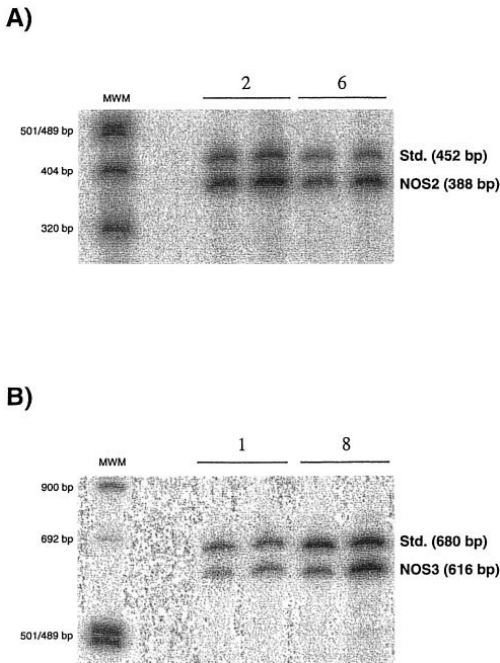 A)
2 6
MWM
501/489 bp
Std. (452 bp)
404 bp
NOS2 (388 bp)
320 bp
B)
1 8
MWM
900 bp
692 bp
Std. (680 bp)
NOS3 (616 bp)
501/489 bp